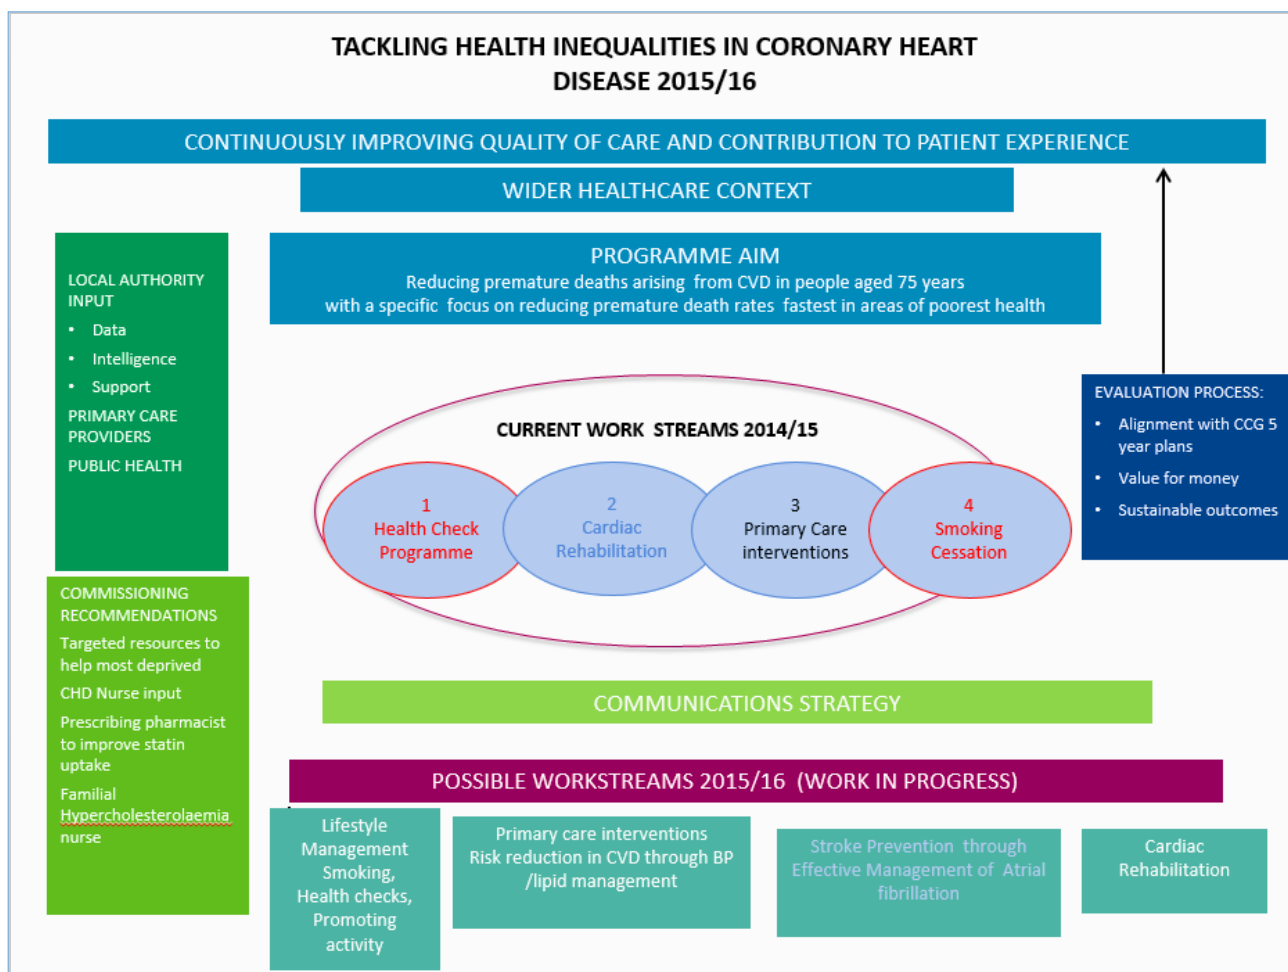 TACKLING HEALTH INEQUALITIES IN CORONARY HEART
DISEASE 2015/16
CONTINUOUSLY IMPROVING QUALITY OF CARE AND CONTRIBUTION TO PATIENT EXPERIENCE
WIDER HEALTHCARE CONTEXT
PROGRAMME AIM
Reducing premature deaths arising from CVD in people aged 75 years
with a specific focus on reducing premature death rates fastest in areas of poorest health
LOCAL AUTHORITY
INPUT
• Data
• Intelligence
• Support
PRIMARY CARE
PROVIDERS
PUBLIC HEALTH
CURRENT WORK STREAMS 2014/15
1
Health Check
Programme
2
Cardiac
Rehabilitation
3
Primary Care
interventions
4
Smoking
Cessation
EVALUATION PROCESS:
• Alignment with CCG 5
year plans
• Value for money
• Sustainable outcomes
COMMISSIONING
RECOMMENDATIONS
Targeted resources to
help most deprived
CHD Nurse input
Prescribing pharmacist
to improve statin
uptake
Familial
Hypercholesterolaemia
nurse
COMMUNICATIONS STRATEGY
POSSIBLE WORKSTREAMS 2015/16 (WORK IN PROGRESS)
Lifestyle
Management
Smoking,
Health checks,
Promoting
activity
Primary care interventions
Risk reduction in CVD through BP
/lipid management
Stroke Prevention through
Effective Management of Atrial
fibrillation
Cardiac
Rehabilitation